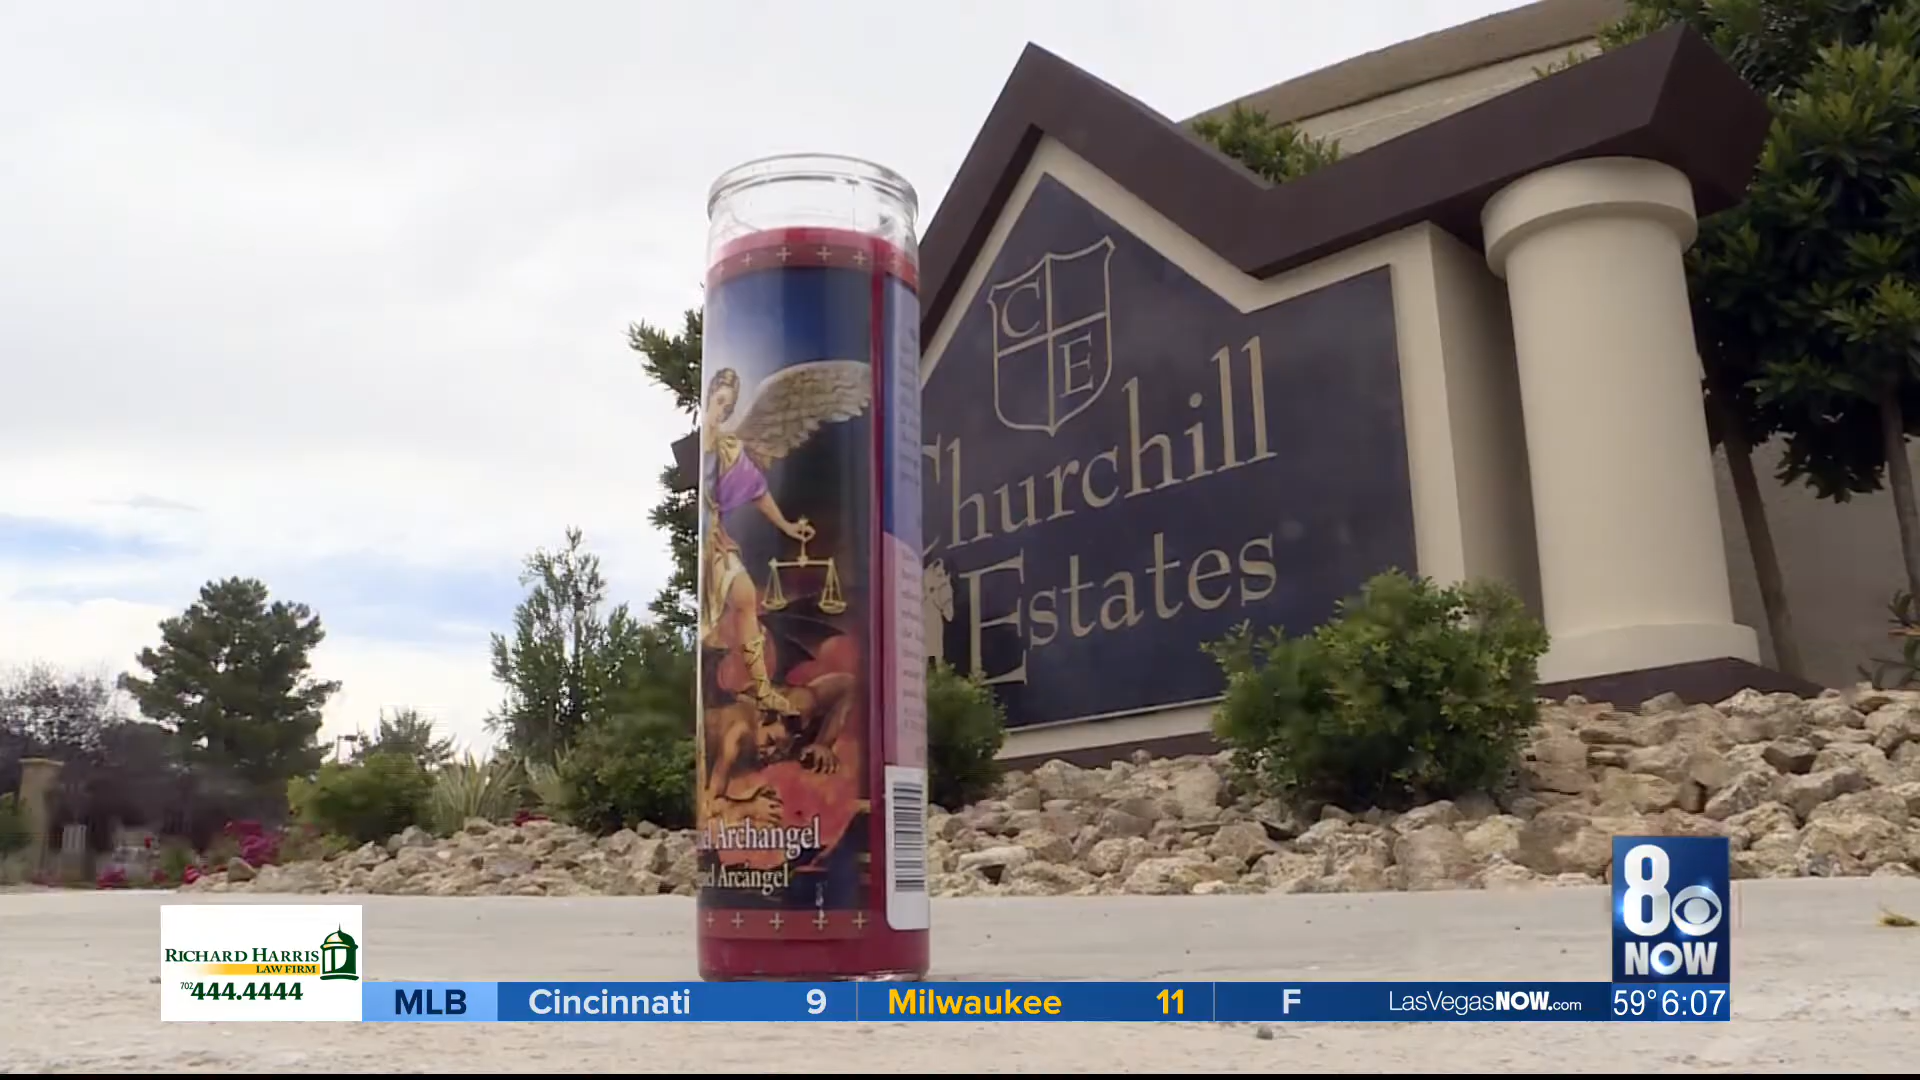 C
E
Churchill
Estates
Archangel
Arcángel
RICHARD HARRIS
LAW FIRM
702 444.4444
MLB Cincinnati 9 Milwaukee 11 F LasVegasNOW.com 59° 6:07
8
NOW